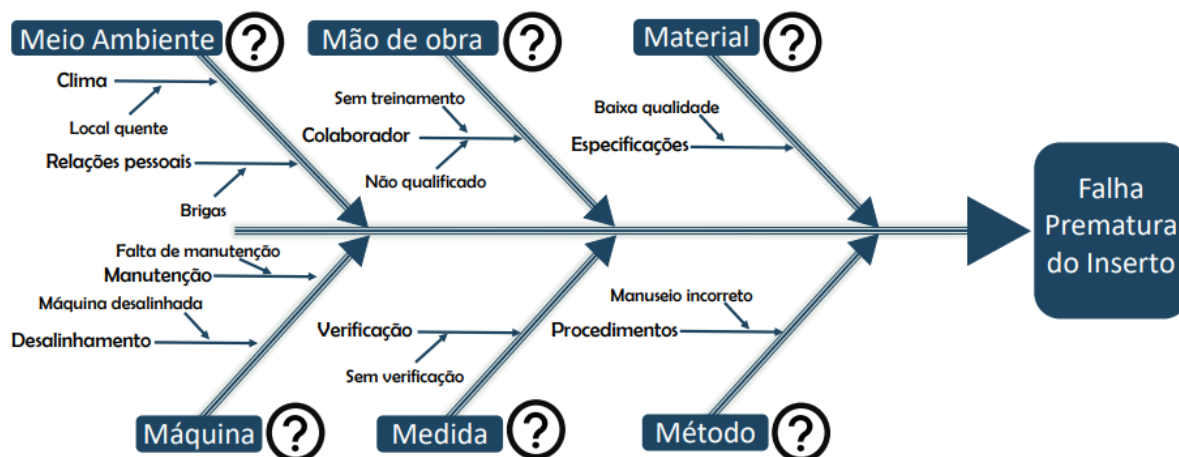 Meio Ambiente ?
Mão de obra ?
Material ?
Clima
Local quente
Relações pessoais
Brigas
Sem treinamento
Colaborador
Não qualificado
Baixa qualidade
Especificações
Falha
Prematura
do Inserto
Falta de manutenção
Manutenção
Máquina desalinhada
Desalinhamento
Verificação
Sem verificação
Manuseio incorreto
Procedimentos
Máquina ?
Medida ?
Método ?